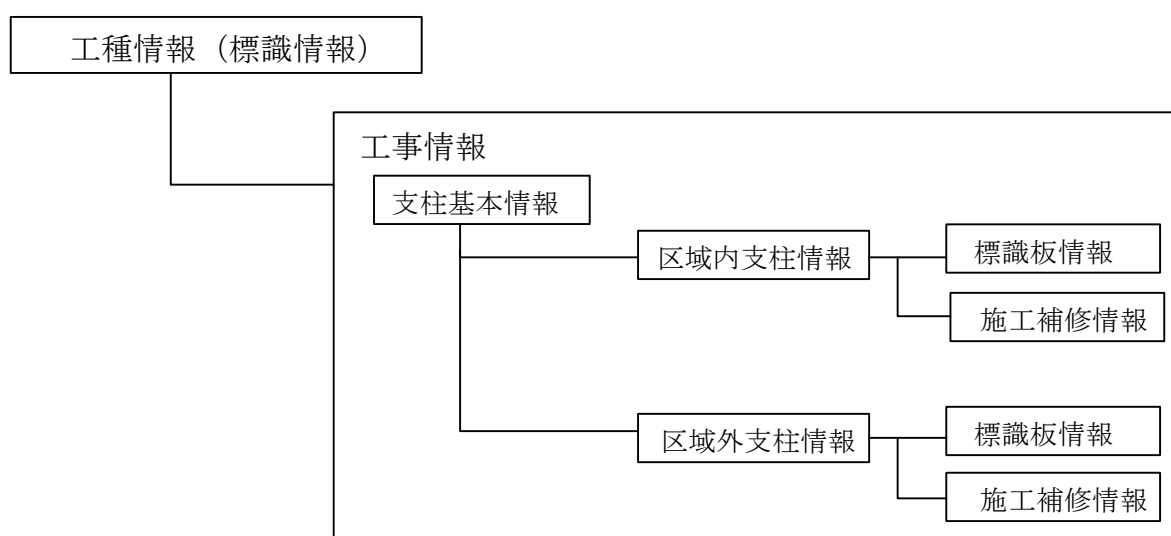 工種情報（標識情報）
工事情報
支柱基本情報
区域内支柱情報
標識板情報
施工補修情報
区域外支柱情報
標識板情報
施工補修情報